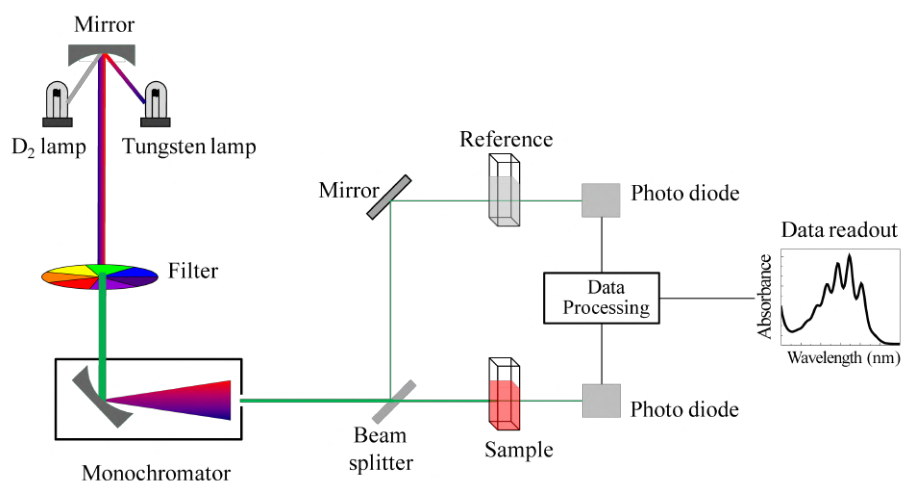 Mirror
D₂ lamp
Tungsten lamp
Filter
Monochromator
Mirror
Beam
splitter
Reference
Sample
Photo diode
Data
Processing
Photo diode
Data readout
Absorbance
Wavelength (nm)